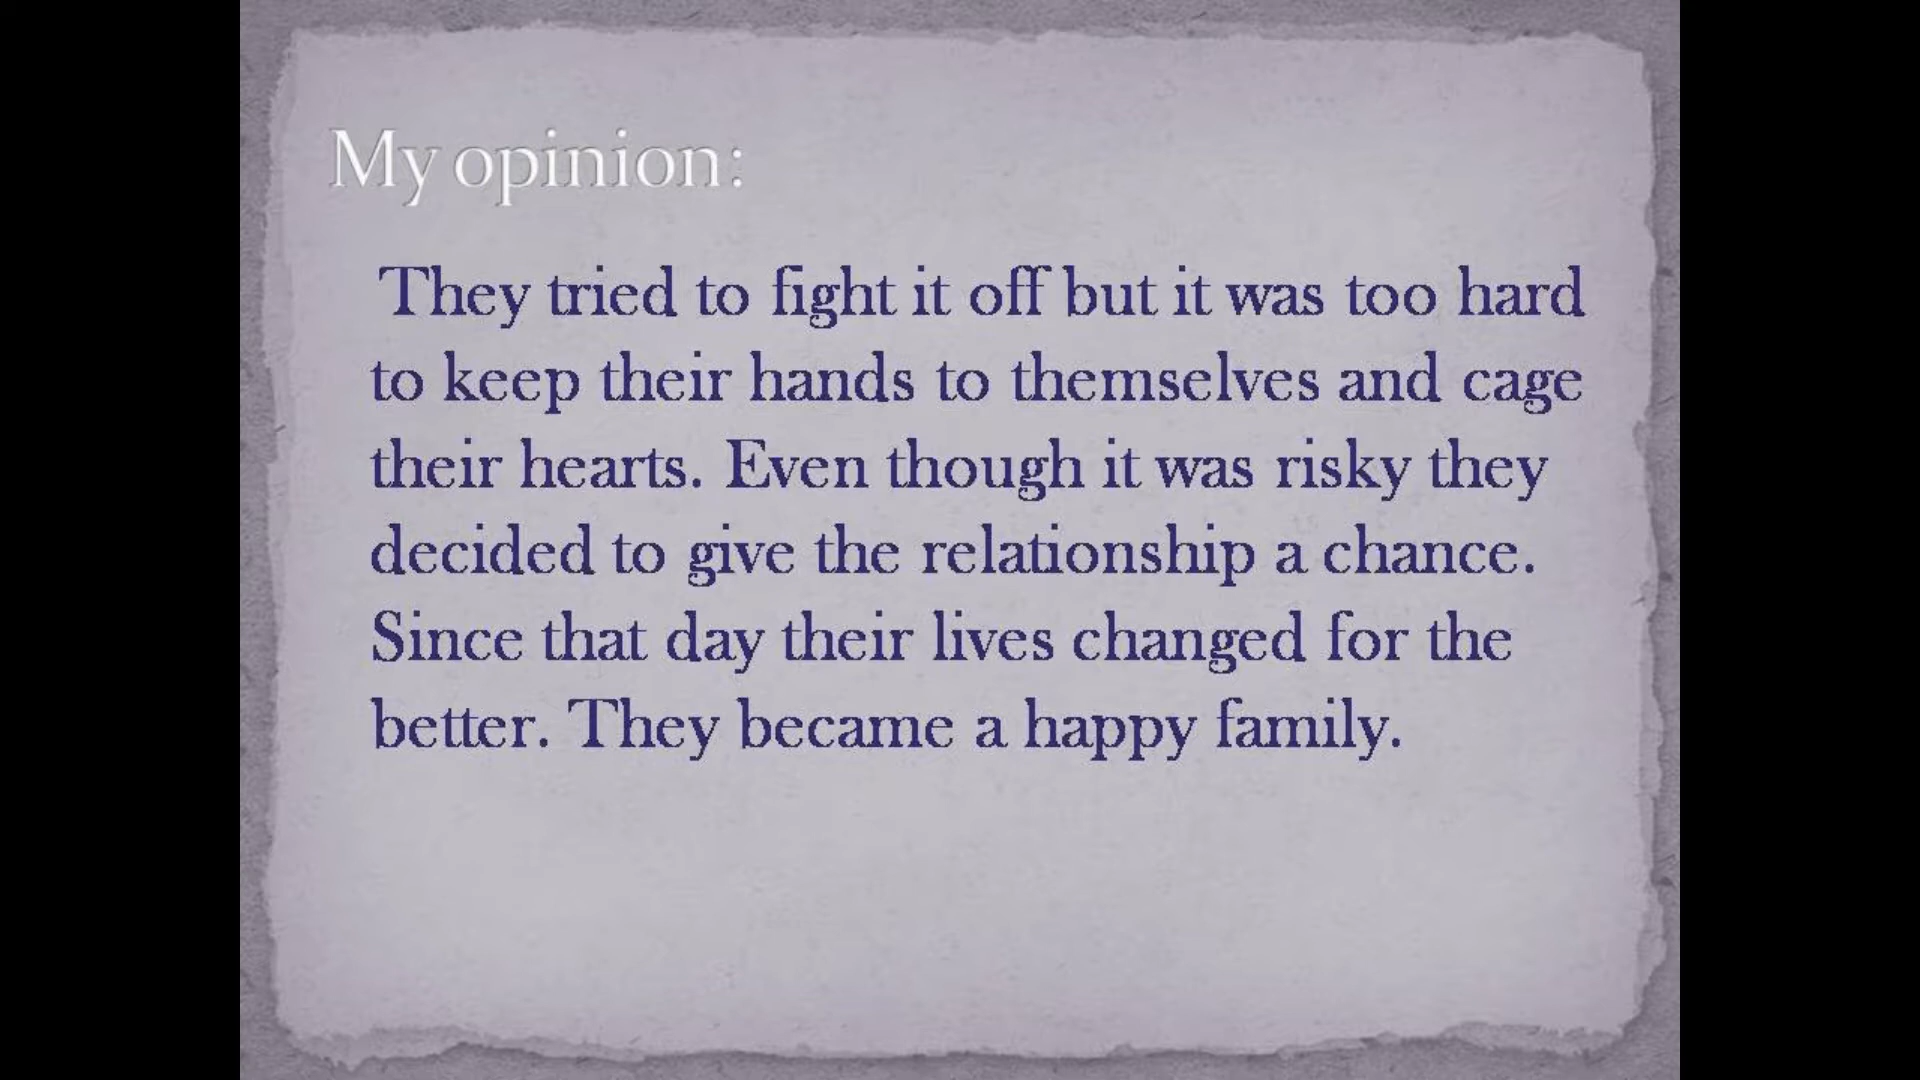 My opinion:
They tried to fight it off but it was too hard
to keep their hands to themselves and cage
their hearts. Even though it was risky they
decided to give the relationship a chance.
Since that day their lives changed for the
better. They became a happy family.